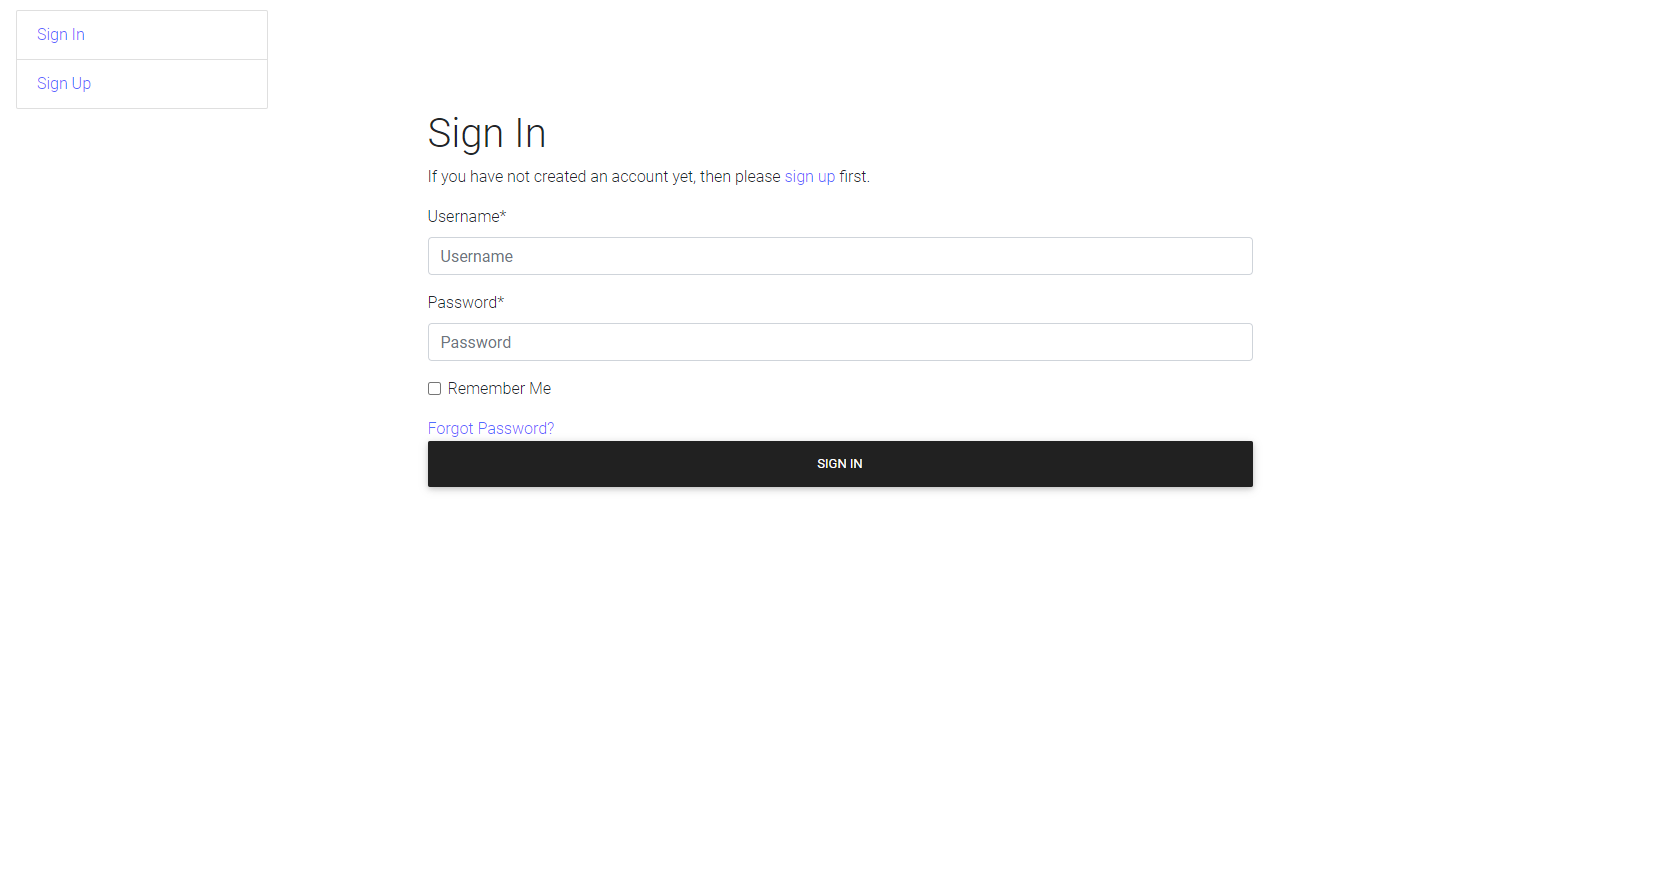 Sign In
Sign Up
Sign In
If you have not created an account yet, then please sign up first.
Username*
Username
Password*
Password
Remember Me
Forgot Password?
SIGN IN